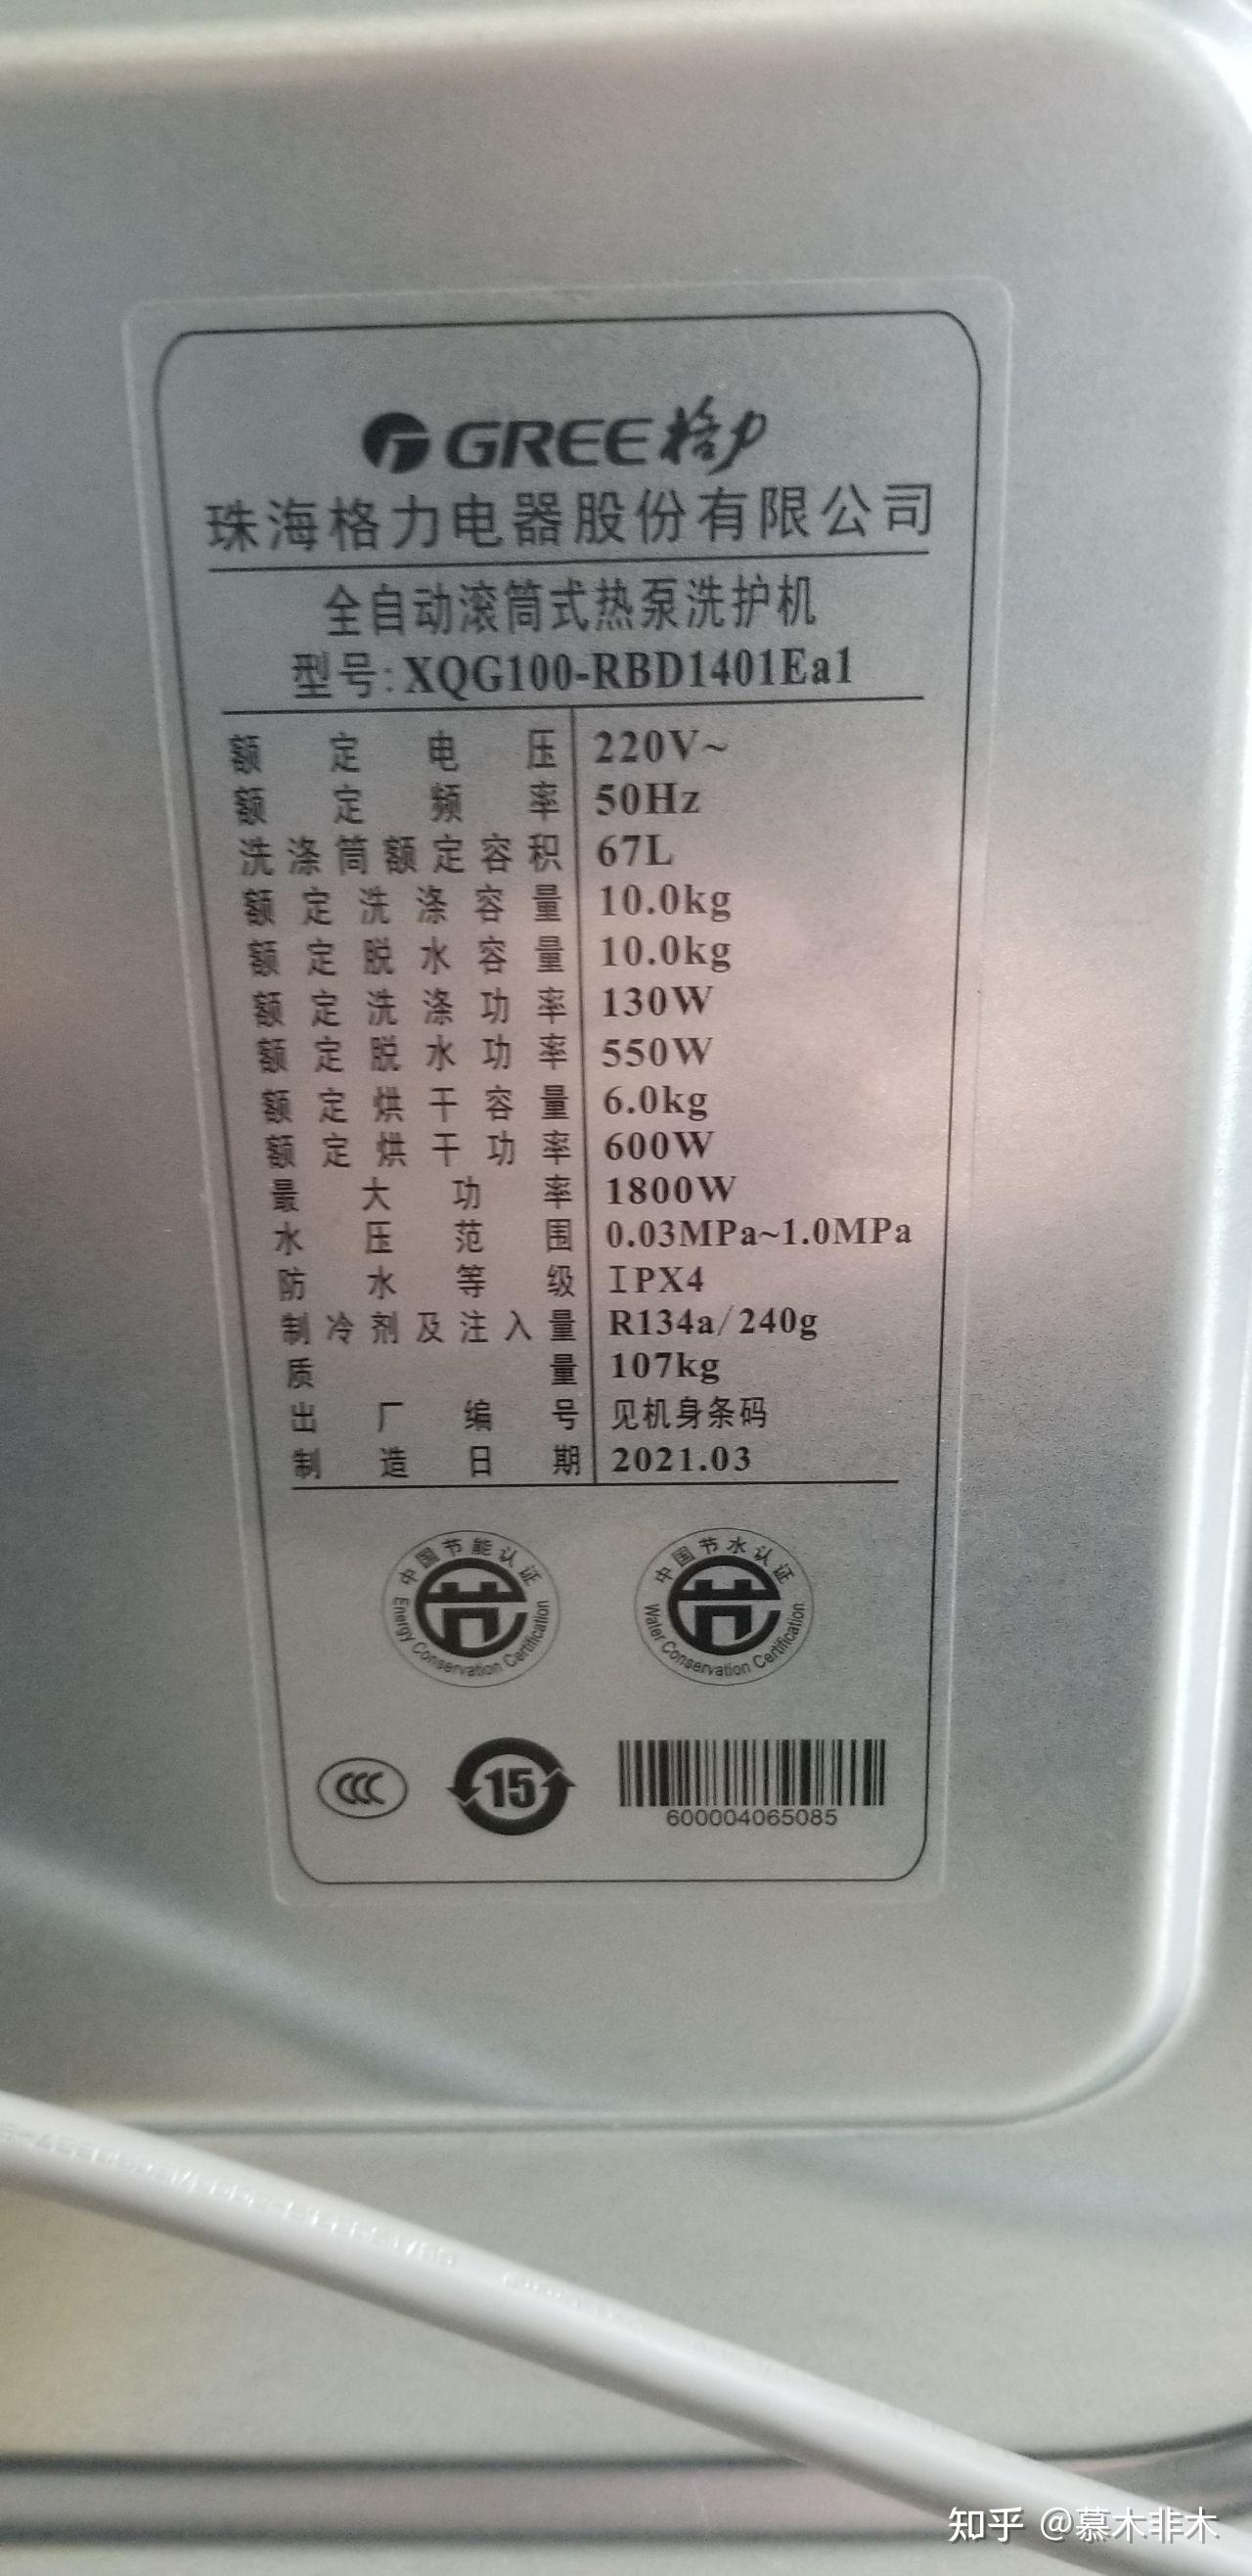 GREE格力
珠海格力电器股份有限公司
全自动滚筒式热泵洗护机
型号:XQG100-RBD1401Ea1
额定电压 220V~
额定频率 50Hz
洗涤筒额定容积 67L
额定洗涤容量 10.0kg
额定脱水容量 10.0kg
额定洗涤功率 130W
额定脱水功率 550W
额定烘干容量 6.0kg
额定烘干功率 600W
最大功率 1800W
水压范围 0.03MPa~1.0MPa
防水等级 IPX4
制冷剂及注入量 R134a/240g
质量 107kg
出厂编号 见机身条码
制造日期 2021.03
中国节能认证
Energy Conservation Certification
中国节水认证
Water Conservation Certification
CCC
15
600004065085
知乎 @慕木非木